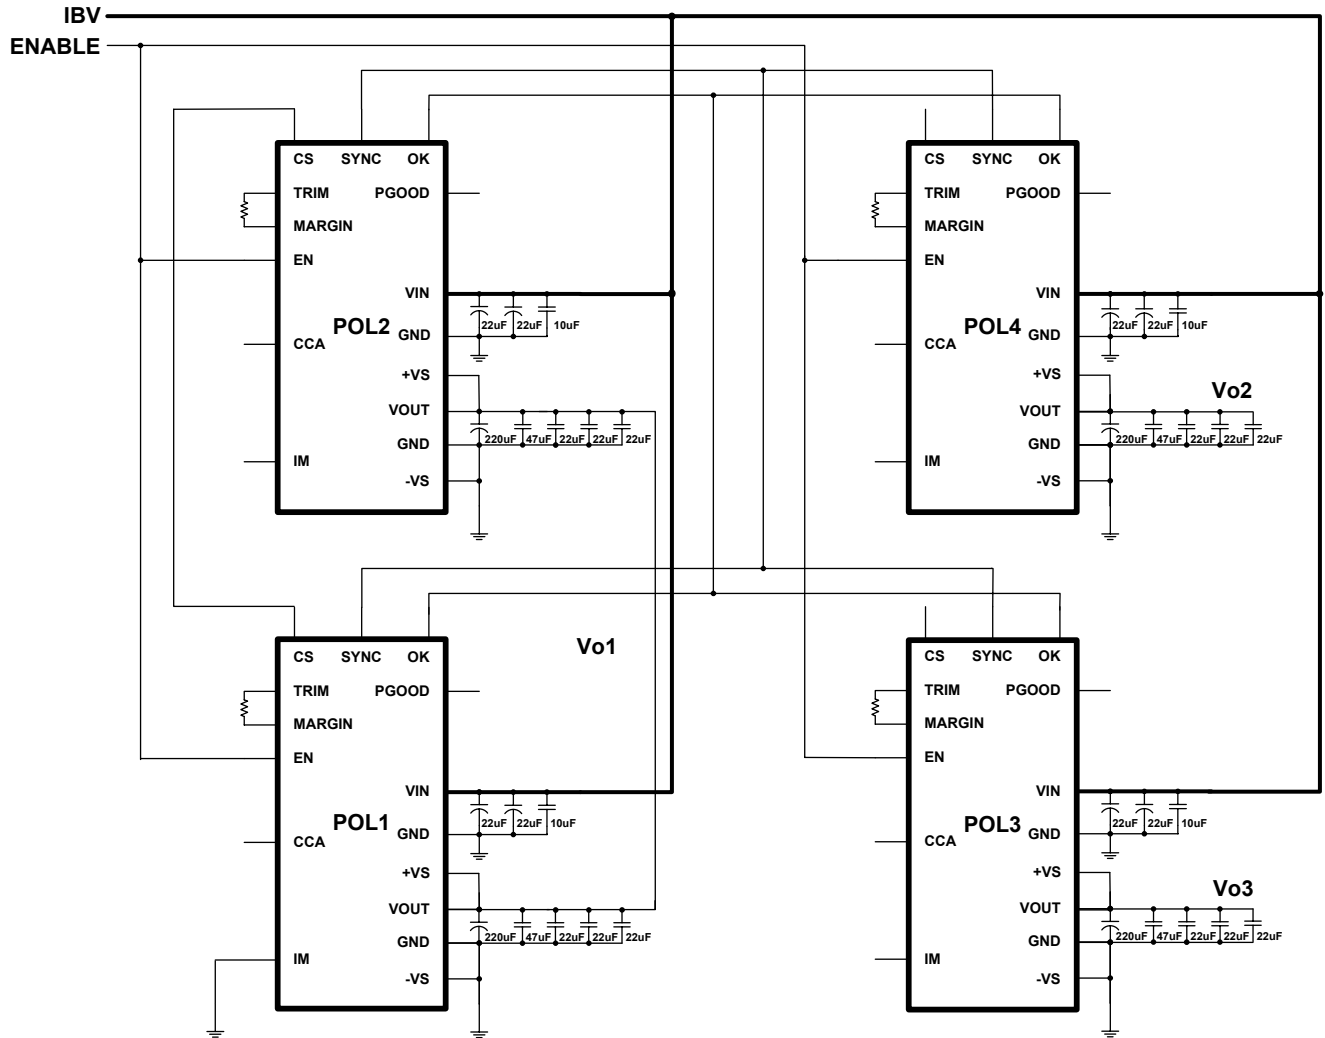 IBV
ENABLE
CS SYNC OK
TRIM PGOOD
MARGIN
EN
VIN
22uF 22uF 10uF
POL2
GND
CCA
+VS
VOUT
220uF 47uF 22uF 22uF 22uF
GND
IM
-VS
CS SYNC OK
TRIM PGOOD
MARGIN
EN
VIN
22uF 22uF 10uF
POL4
GND
CCA
+VS
Vo2
VOUT
220uF 47uF 22uF 22uF 22uF
GND
IM
-VS
Vo1
CS SYNC OK
TRIM PGOOD
MARGIN
EN
VIN
22uF 22uF 10uF
POL1
GND
CCA
+VS
VOUT
220uF 47uF 22uF 22uF 22uF
GND
IM
-VS
CS SYNC OK
TRIM PGOOD
MARGIN
EN
VIN
22uF 22uF 10uF
POL3
GND
CCA
+VS
Vo3
VOUT
220uF 47uF 22uF 22uF 22uF
GND
IM
-VS